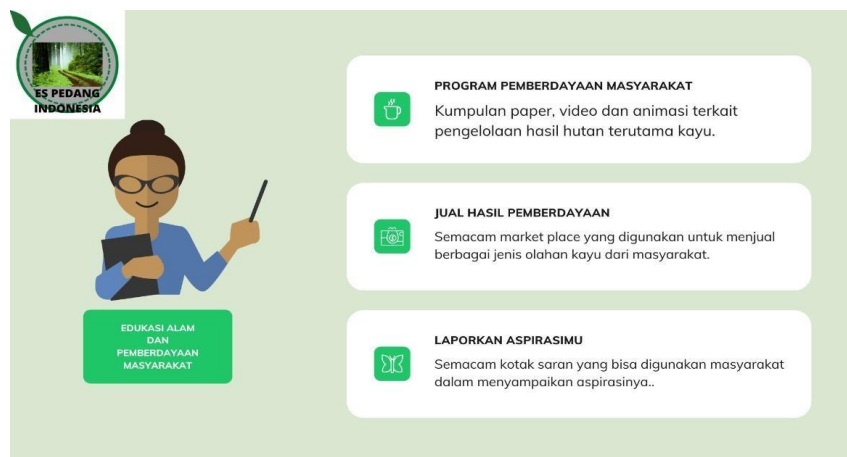 ES PEDANG
INDONESIA
EDUKASI ALAM
DAN
PEMBERDAYAAN
MASYARAKAT
PROGRAM PEMBERDAYAAN MASYARAKAT
Kumpulan paper, video dan animasi terkait
pengelolaan hasil hutan terutama kayu.
JUAL HASIL PEMBERDAYAAN
Semacam market place yang digunakan untuk menjual
berbagai jenis olahan kayu dari masyarakat.
LAPORKAN ASPIRASIMU
Semacam kotak saran yang bisa digunakan masyarakat
dalam menyampaikan aspirasinya..